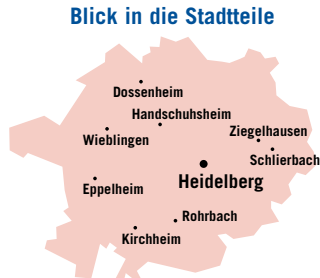 Blick in die Stadtteile
Dossenheim
Handschuhsheim
Wieblingen
Ziegelhausen
Schlierbach
Eppelheim
Heidelberg
Rohrbach
Kirchheim